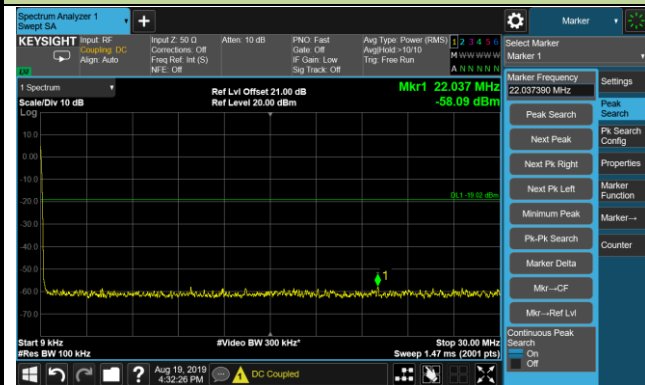 Spectrum Analyzer 1
Swept SA
Marker
KEYSIGHT
Input: RF
Coupling: DC
Align: Auto
Input Z: 50 Ω
Corrections: Off
Freq Ref: Int (S)
NFE: Off
Atten: 10 dB
PNO: Fast
Gate: Off
IF Gain: Low
Sig Track: Off
Avg Type: Power (RMS)
Avg|Hold:>10/10
Trig: Free Run
1 2 3 4 5 6
M W W W W W
A N N N N N
Select Marker
Marker 1
1 Spectrum
Scale/Div 10 dB
Log
Ref Lvl Offset 21.00 dB
Ref Level 20.00 dBm
Mkr1 22.037 MHz
-58.09 dBm
10.0
0.00
-10.0
-20.0
-30.0
-40.0
-50.0
-60.0
-70.0
DL1 -19.02 dBm
1
Start 9 kHz
#Res BW 100 kHz
#Video BW 300 kHz*
Stop 30.00 MHz
Sweep 1.47 ms (2001 pts)
Marker Frequency
22.037390 MHz
Peak Search
Next Peak
Next Pk Right
Next Pk Left
Minimum Peak
Pk-Pk Search
Marker Delta
Mkr→CF
Mkr→Ref Lvl
Continuous Peak
Search
On
Off
Settings
Peak
Search
Pk Search
Config
Properties
Marker
Function
Marker→
Counter
Aug 19, 2019
4:32:26 PM
DC Coupled